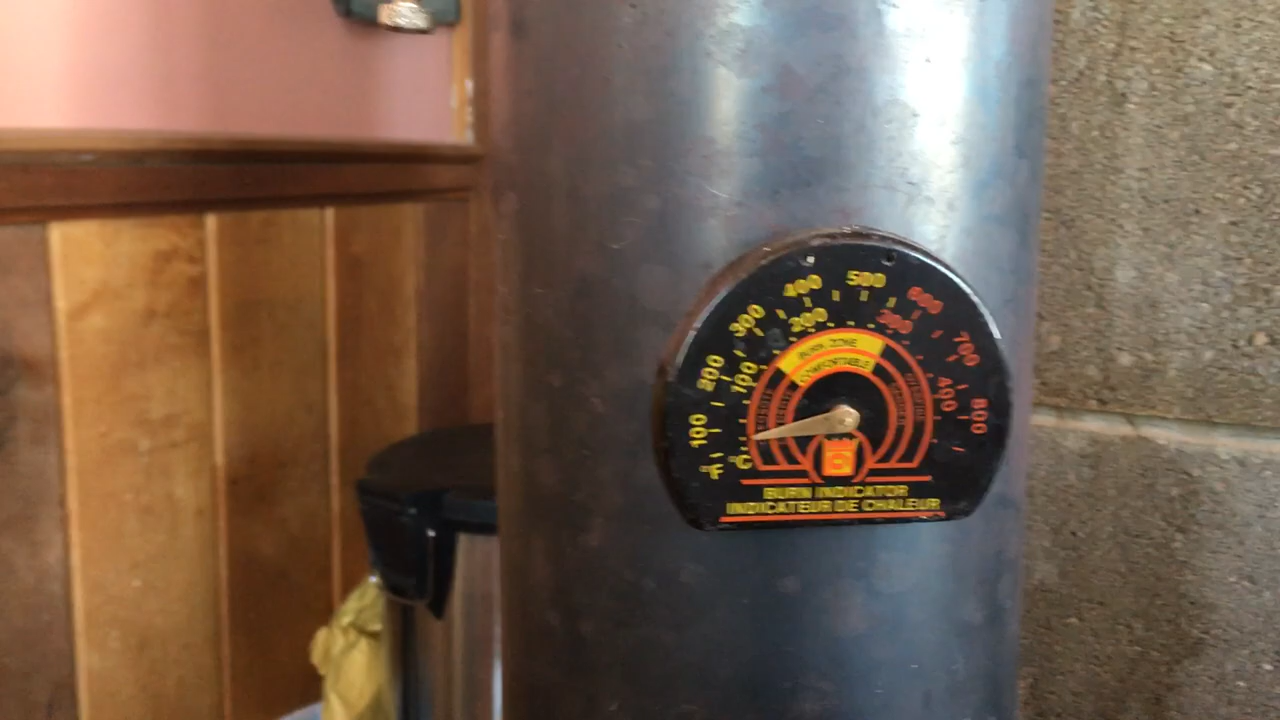 400 500 600
300 200 300 700
200 100 400 800
100
°F °C
BURN ZONE
COMFORTABLE
BURN INDICATOR
INDICATEUR DE CHALEUR